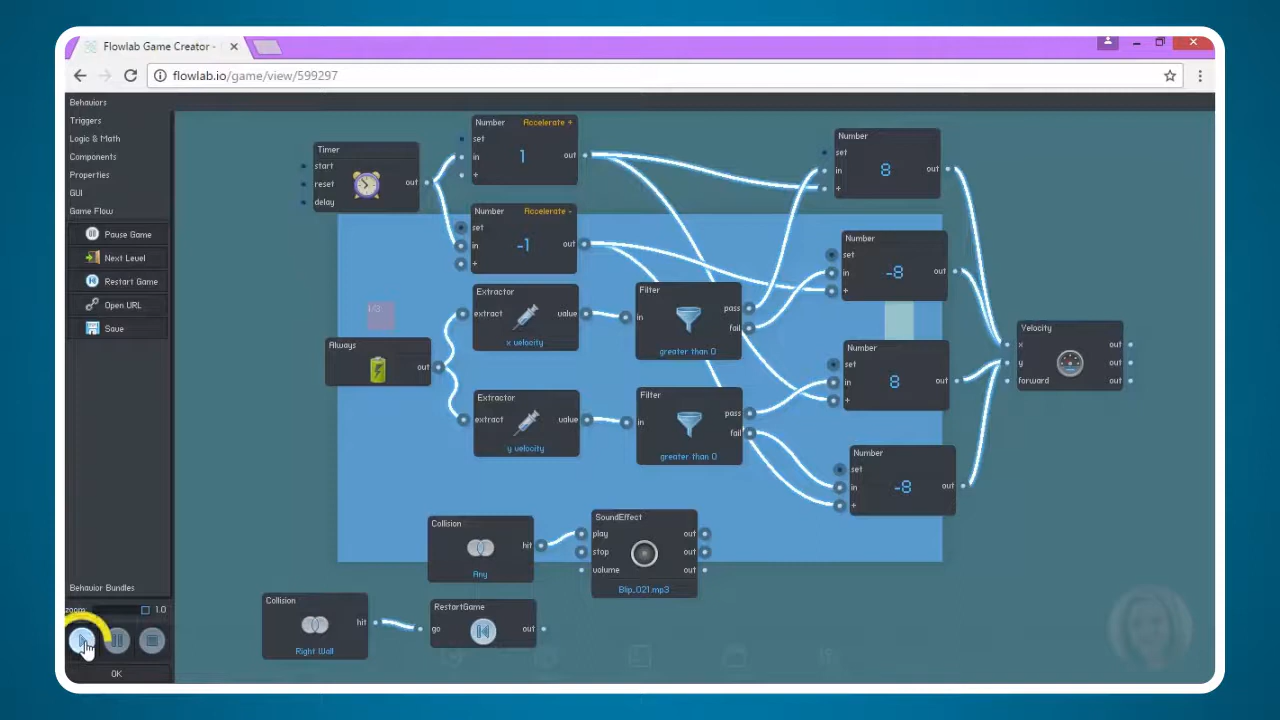 Flowlab Game Creator -
flowlab.io/game/view/599297
Behaviors
Triggers
Logic & Math
Components
Properties
GUI
Game Flow
Pause Game
Next Level
Restart Game
Open URL
Save
Behavior Bundles
zoom: 1.0
OK
Timer
start
reset
delay
out
Number Accelerate +
set
in
+
1
out
Number Accelerate -
set
in
+
-1
out
Number
set
in
+
8
out
Number
set
in
+
-8
out
1/3
Always
out
Extractor
extract
value
x velocity
Filter
in
pass
fail
greater than 0
Extractor
extract
value
y velocity
Filter
in
pass
fail
greater than 0
Number
set
in
+
8
out
Number
set
in
+
-8
out
Velocity
x out
y out
forward out
Collision
hit
Any
SoundEffect
play out
stop out
volume out
Blip_021.mp3
Collision
hit
Right Wall
RestartGame
go out